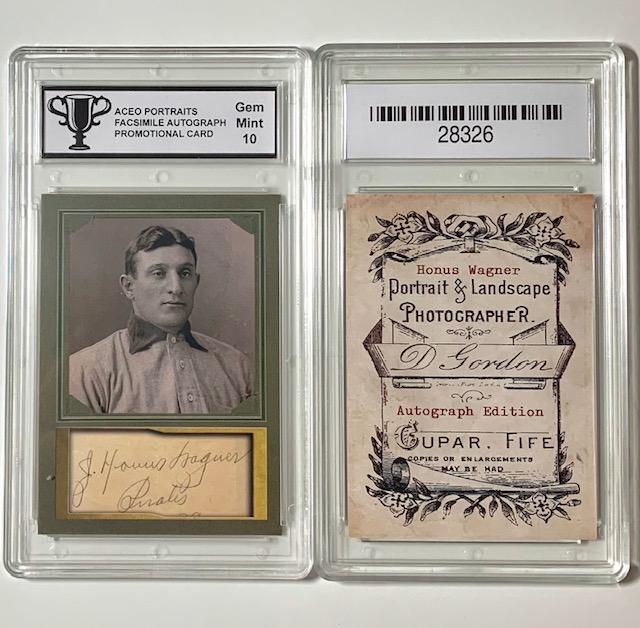 ACEO PORTRAITS
FACSIMILE AUTOGRAPH
PROMOTIONAL CARD
Gem
Mint
10
J. Honus Wagner
Pirates
28326
Honus Wagner
Portrait & Landscape
PHOTOGRAPHER.
D Gordon
Autograph Edition
CUPAR, FIFE
COPIES OR ENLARGEMENTS
MAY BE HAD